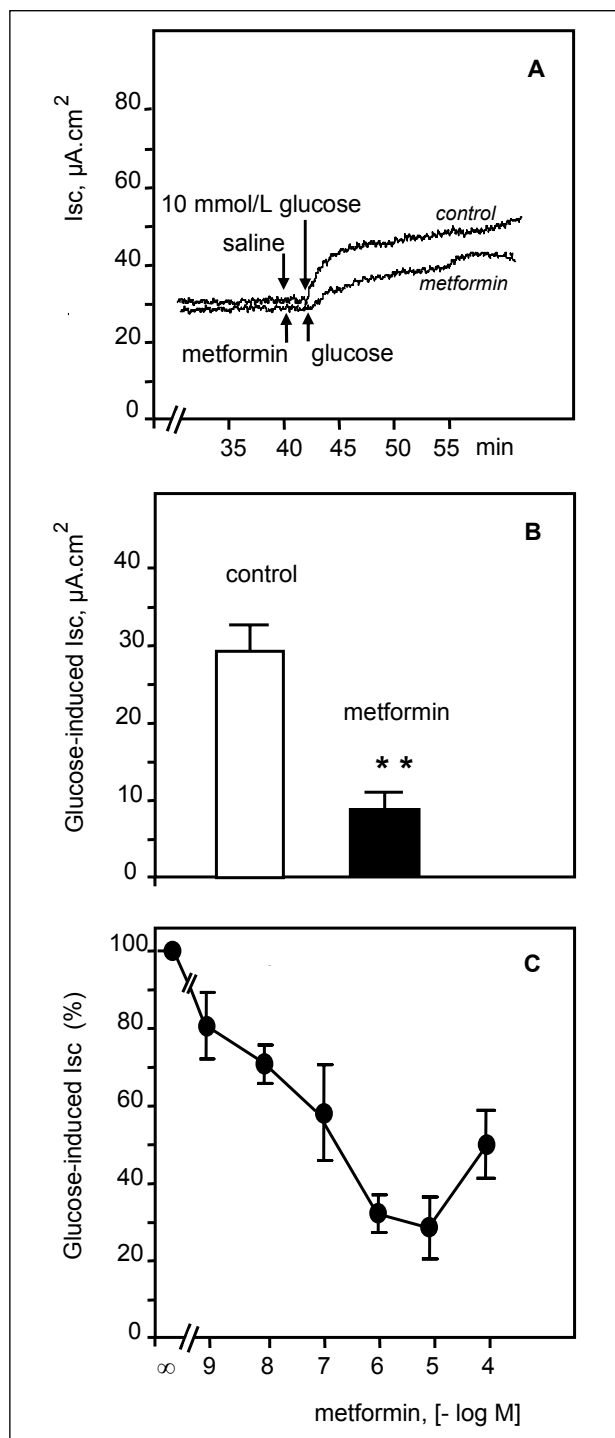 A
Isc, µA.cm²
80
60
40
20
0
10 mmol/L glucose
saline
control
metformin
metformin
glucose
35 40 45 50 55 min
B
Glucose-induced Isc, µA.cm²
40
30
20
10
0
control
metformin
* *
C
Glucose-induced Isc (%)
100
80
60
40
20
0
∞ 9 8 7 6 5 4
metformin, [- log M]